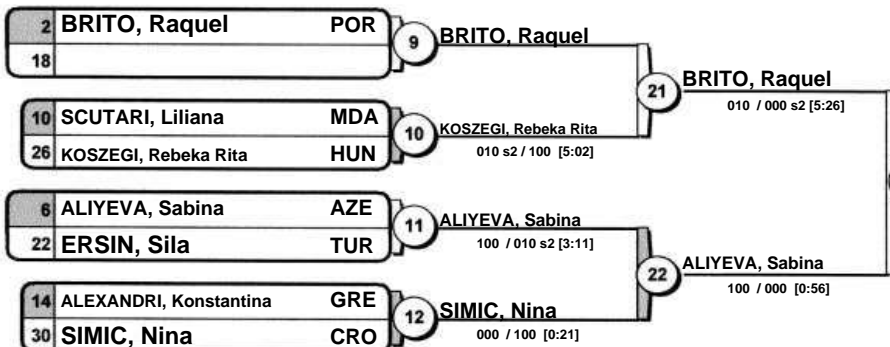 2 BRITO, Raquel POR
18
9
BRITO, Raquel
10 SCUTARI, Liliana MDA
26 KOSZEGI, Rebeka Rita HUN
10
KOSZEGI, Rebeka Rita
010 s2 / 100 [5:02]
21
BRITO, Raquel
010 / 000 s2 [5:26]
6 ALIYEVA, Sabina AZE
22 ERSIN, Sila TUR
11
ALIYEVA, Sabina
100 / 010 s2 [3:11]
14 ALEXANDRI, Konstantina GRE
30 SIMIC, Nina CRO
12
SIMIC, Nina
000 / 100 [0:21]
22
ALIYEVA, Sabina
100 / 000 [0:56]